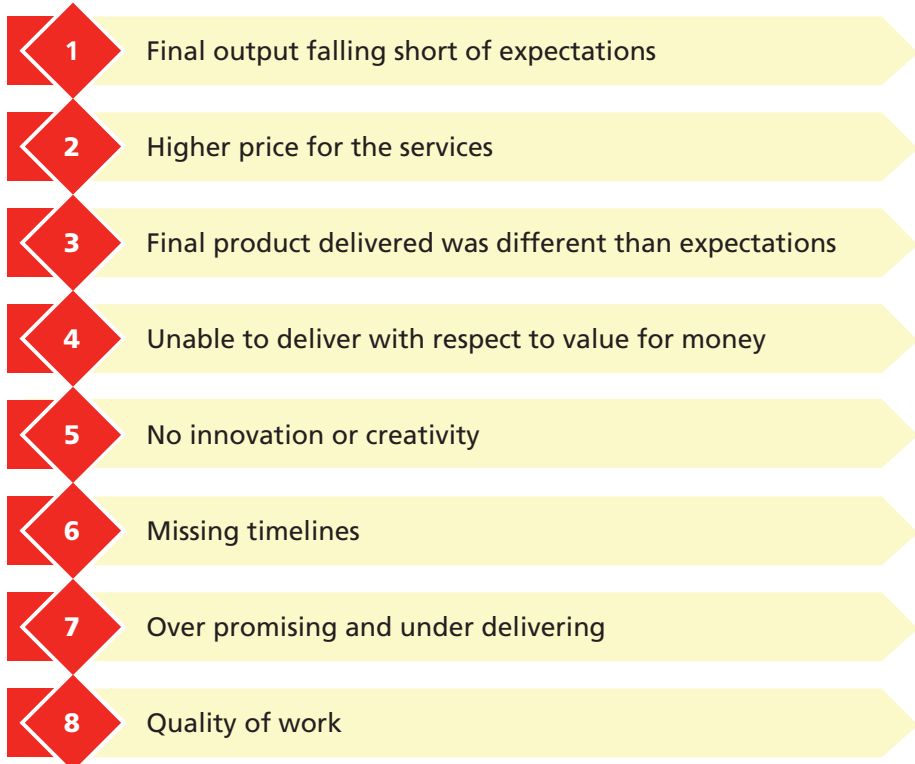 1 Final output falling short of expectations
2 Higher price for the services
3 Final product delivered was different than expectations
4 Unable to deliver with respect to value for money
5 No innovation or creativity
6 Missing timelines
7 Over promising and under delivering
8 Quality of work